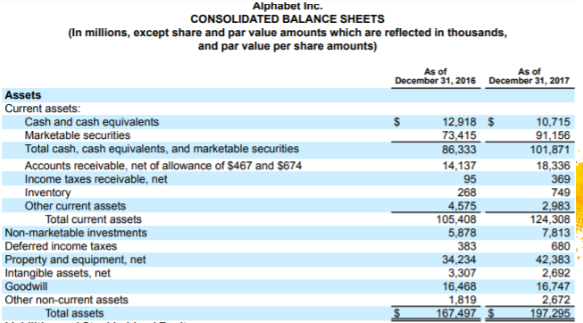 Alphabet Inc.
CONSOLIDATED BALANCE SHEETS
(In millions, except share and par value amounts which are reflected in thousands,
and par value per share amounts)
As of As of
December 31, 2016 December 31, 2017
Assets
Current assets:
Cash and cash equivalents $ 12,918 $ 10,715
Marketable securities 73,415 91,156
Total cash, cash equivalents, and marketable securities 86,333 101,871
Accounts receivable, net of allowance of $467 and $674 14,137 18,336
Income taxes receivable, net 95 369
Inventory 268 749
Other current assets 4,575 2,983
Total current assets 105,408 124,308
Non-marketable investments 5,878 7,813
Deferred income taxes 383 680
Property and equipment, net 34,234 42,383
Intangible assets, net 3,307 2,692
Goodwill 16,468 16,747
Other non-current assets 1,819 2,672
Total assets $ 167,497 $ 197,295